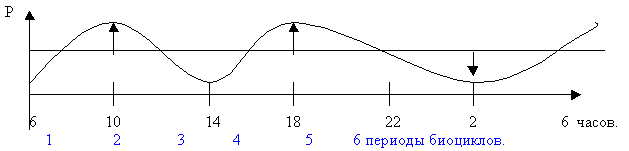 Р
6 10 14 18 22 2 6 часов.
1 2 3 4 5 6 периоды биоциклов.